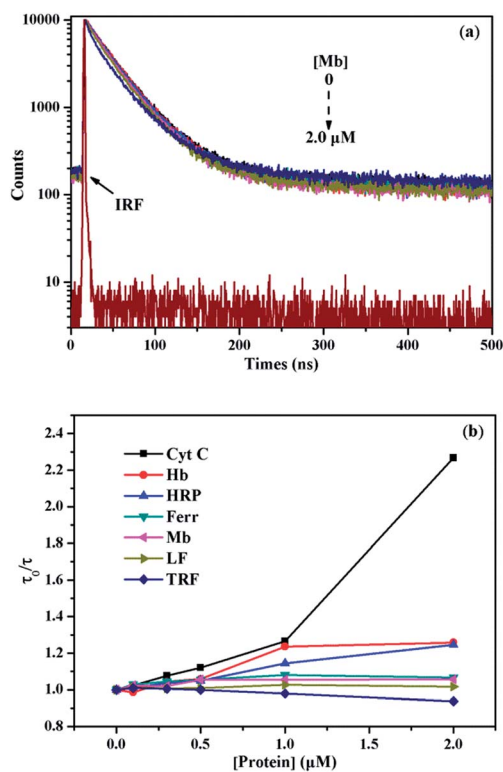 (a)
10000
1000
100
10
Counts
[Mb]
0
2.0 μM
IRF
0
100
200
300
400
500
Times (ns)
(b)
2.4
2.2
2.0
1.8
1.6
1.4
1.2
1.0
0.8
τ0/τ
Cyt C
Hb
HRP
Ferr
Mb
LF
TRF
0.0
0.5
1.0
1.5
2.0
[Protein] (μM)